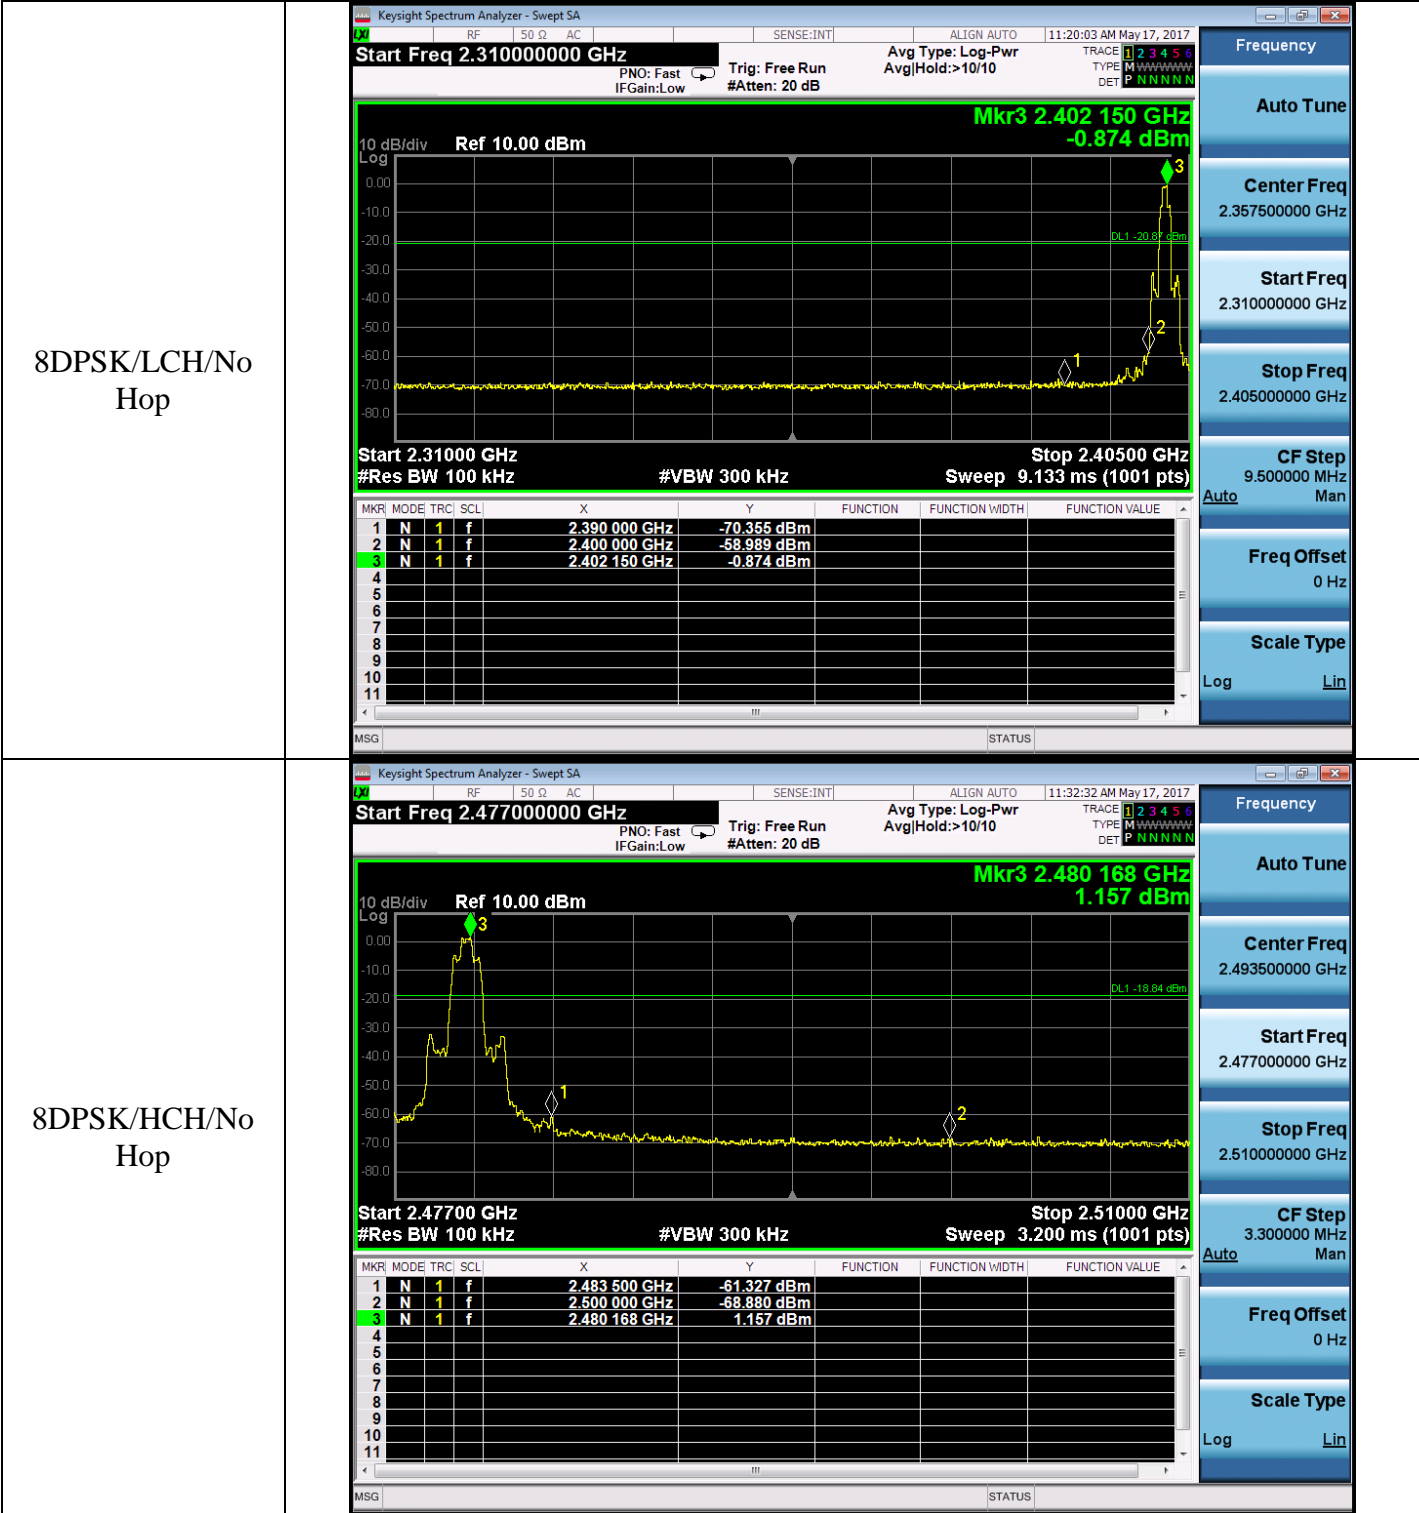 8DPSK/LCH/No
Hop
Keysight Spectrum Analyzer - Swept SA
LXI RF 50 Ω AC SENSE:INT ALIGN AUTO 11:20:03 AM May 17, 2017
Start Freq 2.310000000 GHz
PNO: Fast
IFGain:Low
Trig: Free Run
#Atten: 20 dB
Avg Type: Log-Pwr
Avg|Hold:>10/10
TRACE 1 2 3 4 5 6
TYPE M WWWWW
DET P N N N N N
Mkr3 2.402 150 GHz
-0.874 dBm
10 dB/div Ref 10.00 dBm
Log
3
0.00
-10.0
-20.0
DL1 -20.87 dBm
-30.0
-40.0
-50.0
2
-60.0
1
-70.0
-80.0
Start 2.31000 GHz Stop 2.40500 GHz
#Res BW 100 kHz #VBW 300 kHz Sweep 9.133 ms (1001 pts)
MKR MODE TRC SCL X Y FUNCTION FUNCTION WIDTH FUNCTION VALUE
1 N 1 f 2.390 000 GHz -70.355 dBm
2 N 1 f 2.400 000 GHz -58.989 dBm
3 N 1 f 2.402 150 GHz -0.874 dBm
4
5
6
7
8
9
10
11
MSG STATUS
Frequency
Auto Tune
Center Freq
2.357500000 GHz
Start Freq
2.310000000 GHz
Stop Freq
2.405000000 GHz
CF Step
9.500000 MHz
Auto Man
Freq Offset
0 Hz
Scale Type
Log Lin
8DPSK/HCH/No
Hop
Keysight Spectrum Analyzer - Swept SA
LXI RF 50 Ω AC SENSE:INT ALIGN AUTO 11:32:32 AM May 17, 2017
Start Freq 2.477000000 GHz
PNO: Fast
IFGain:Low
Trig: Free Run
#Atten: 20 dB
Avg Type: Log-Pwr
Avg|Hold:>10/10
TRACE 1 2 3 4 5 6
TYPE M WWWWW
DET P N N N N N
Mkr3 2.480 168 GHz
1.157 dBm
10 dB/div Ref 10.00 dBm
Log
3
0.00
-10.0
-20.0
DL1 -18.84 dBm
-30.0
-40.0
-50.0
1
-60.0
2
-70.0
-80.0
Start 2.47700 GHz Stop 2.51000 GHz
#Res BW 100 kHz #VBW 300 kHz Sweep 3.200 ms (1001 pts)
MKR MODE TRC SCL X Y FUNCTION FUNCTION WIDTH FUNCTION VALUE
1 N 1 f 2.483 500 GHz -61.327 dBm
2 N 1 f 2.500 000 GHz -68.880 dBm
3 N 1 f 2.480 168 GHz 1.157 dBm
4
5
6
7
8
9
10
11
MSG STATUS
Frequency
Auto Tune
Center Freq
2.493500000 GHz
Start Freq
2.477000000 GHz
Stop Freq
2.510000000 GHz
CF Step
3.300000 MHz
Auto Man
Freq Offset
0 Hz
Scale Type
Log Lin